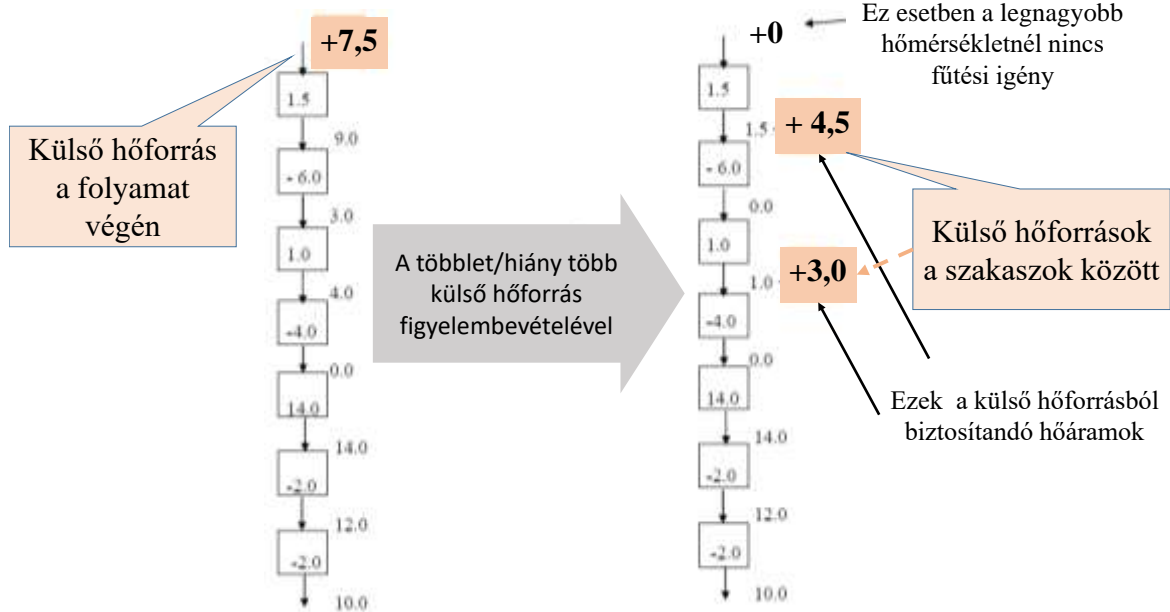 +7,5
1.5
9.0
- 6.0
3.0
1.0
4.0
-4.0
0.0
14.0
14.0
-2.0
12.0
-2.0
10.0
Külső hőforrás
a folyamat
végén
A többlet/hiány több
külső hőforrás
figyelembevételével
+0
Ez esetben a legnagyobb
hőmérsékletnél nincs
fűtési igény
1.5
1.5
+ 4,5
- 6.0
0.0
1.0
1.0
+3,0
-4.0
0.0
14.0
14.0
-2.0
12.0
-2.0
10.0
Külső hőforrások
a szakaszok között
Ezek a külső hőforrásból
biztosítandó hőáramok